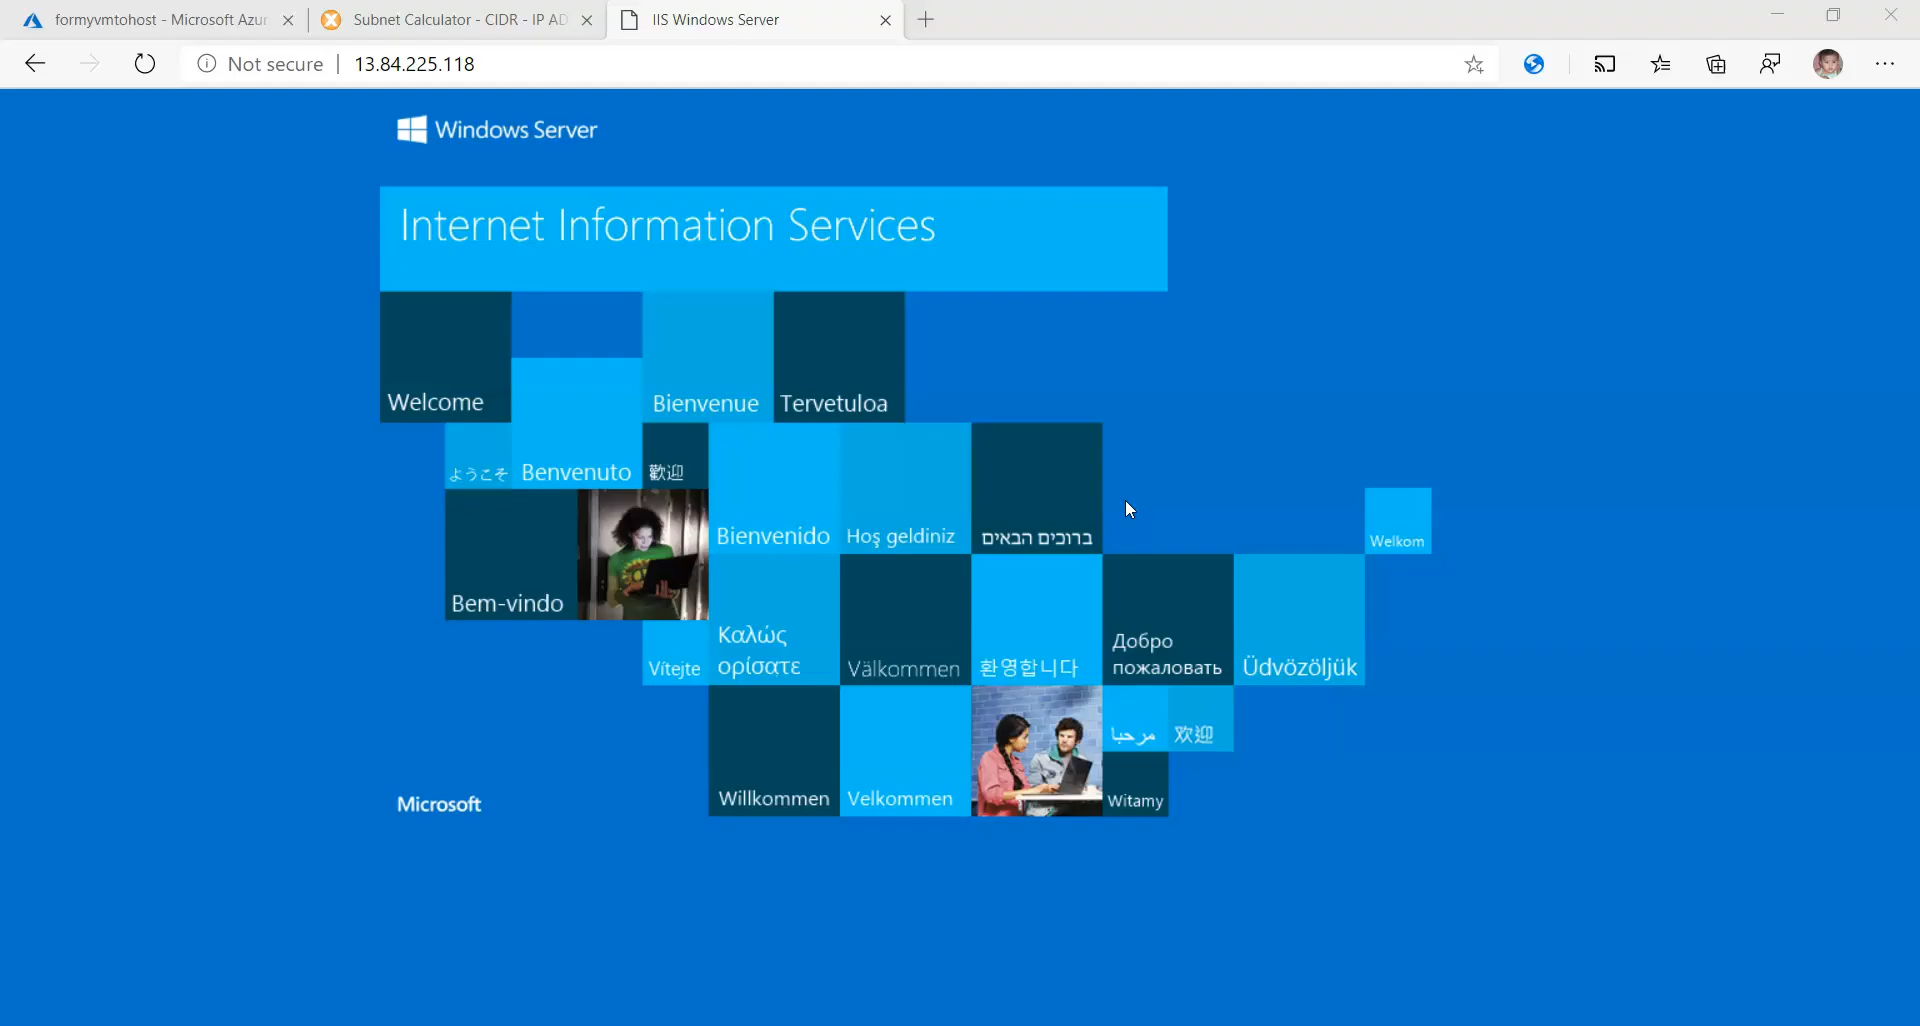 formyvmtohost - Microsoft Azur
Subnet Calculator - CIDR - IP AD
IIS Windows Server
Not secure
13.84.225.118
Windows Server
Internet Information Services
Welcome
Bienvenue
Tervetuloa
ようこそ
Benvenuto
歡迎
Bienvenido
Hoş geldiniz
ברוכים הבאים
Welkom
Bem-vindo
Καλώς
ορίσατε
Vítejte
Välkommen
환영합니다
Добро
пожаловать
Üdvözöljük
مرحبا
欢迎
Willkommen
Velkommen
Witamy
Microsoft